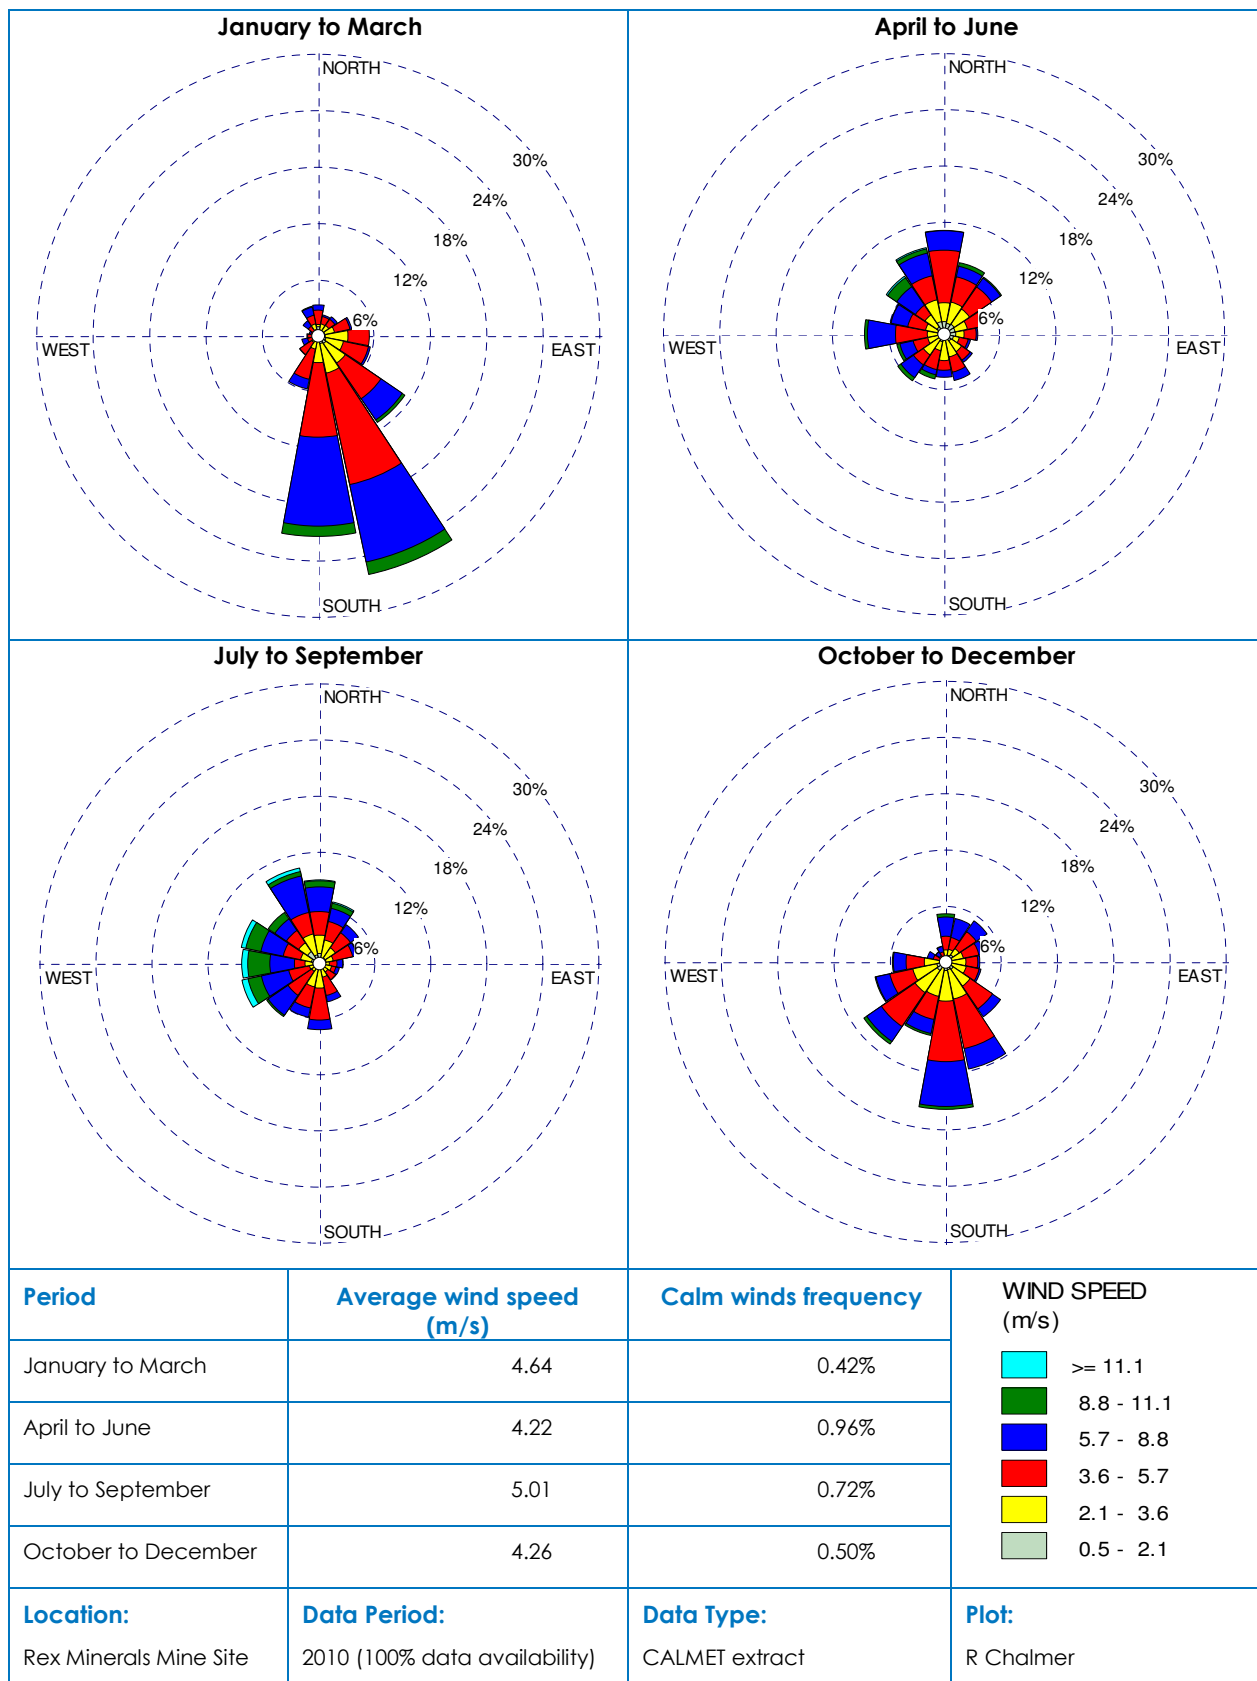 January to March
NORTH
30%
24%
18%
12%
6%
WEST
EAST
SOUTH
April to June
NORTH
30%
24%
18%
12%
6%
WEST
EAST
SOUTH
July to September
NORTH
30%
24%
18%
12%
6%
WEST
EAST
SOUTH
October to December
NORTH
30%
24%
18%
12%
6%
WEST
EAST
SOUTH
Period
Average wind speed
(m/s)
Calm winds frequency
January to March
4.64
0.42%
April to June
4.22
0.96%
July to September
5.01
0.72%
October to December
4.26
0.50%
WIND SPEED
(m/s)
>= 11.1
8.8 - 11.1
5.7 - 8.8
3.6 - 5.7
2.1 - 3.6
0.5 - 2.1
Location:
Rex Minerals Mine Site
Data Period:
2010 (100% data availability)
Data Type:
CALMET extract
Plot:
R Chalmer